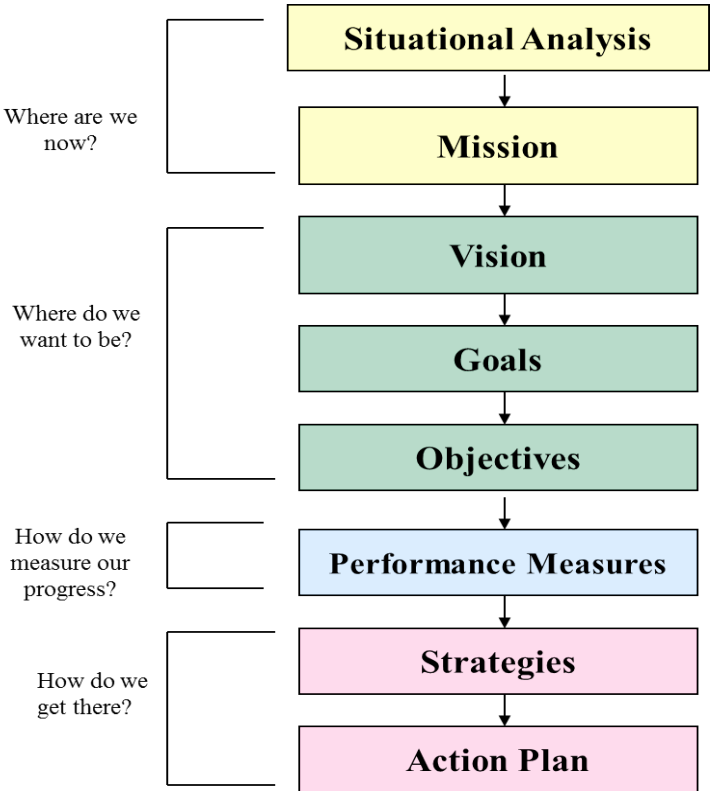 Situational Analysis
Where are we
now?
Mission
Vision
Where do we
want to be?
Goals
Objectives
How do we
measure our
progress?
Performance Measures
Strategies
How do we
get there?
Action Plan